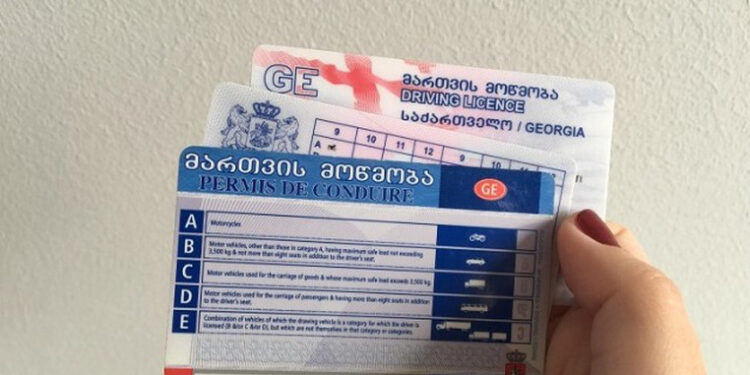 GE
მართვის მოწმობა
DRIVING LICENCE
საქართველო / GEORGIA
9 10 11 12
A
მართვის მოწმობა
PERMIS DE CONDUIRE
GE
A Motorcycles
B Motor vehicles, other than those in category A, having maximum safe load not exceeding
3,500 kg & not more than eight seats in addition to the driver's seat.
C Motor vehicles used for the carriage of goods & whose maximum safe load exceeds 3,500 kg.
D Motor vehicles used for the carriage of passengers & having more than eight seats in addition
to the driver's seat.
E Combination of vehicles of which the drawing vehicle is a category for which the driver is
licensed (B &/or C &/or D), but which are not themselves in that category or categories.